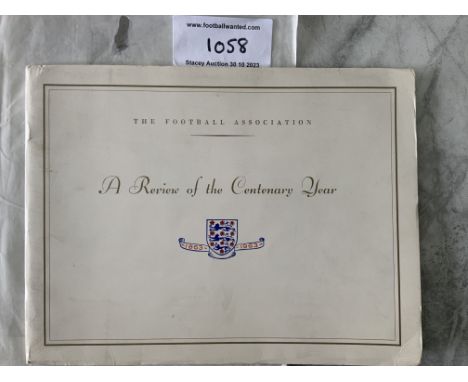 www.footballwanted.com
1058
Stacey Auction 30 10 2023
THE FOOTBALL ASSOCIATION
A Review of the Centenary Year
1863 1963